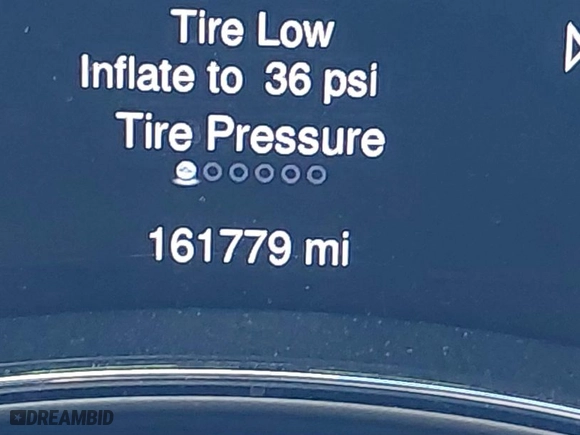 Tire Low
Inflate to 36 psi
Tire Pressure
161779 mi
DREAMBID